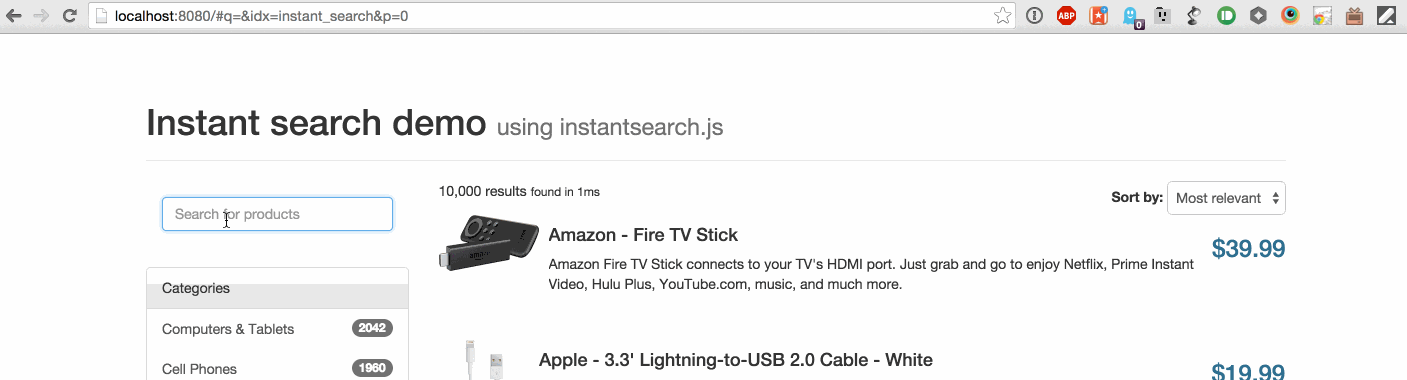 localhost:8080/#q=&idx=instant_search&p=0
ABP
0
Instant search demo using instantsearch.js
Search for products
10,000 results found in 1ms
Sort by: Most relevant
Amazon - Fire TV Stick
$39.99
Amazon Fire TV Stick connects to your TV's HDMI port. Just grab and go to enjoy Netflix, Prime Instant
Video, Hulu Plus, YouTube.com, music, and much more.
Categories
Computers & Tablets 2042
Cell Phones 1960
Apple - 3.3' Lightning-to-USB 2.0 Cable - White
$19.99